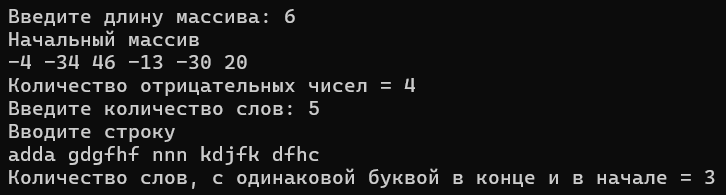 Введите длину массива: 6
Начальный массив
-4 -34 46 -13 -30 20
Количество отрицательных чисел = 4
Введите количество слов: 5
Вводите строку
adda gdgfhf nnn kdjfk dfhc
Количество слов, с одинаковой буквой в конце и в начале = 3